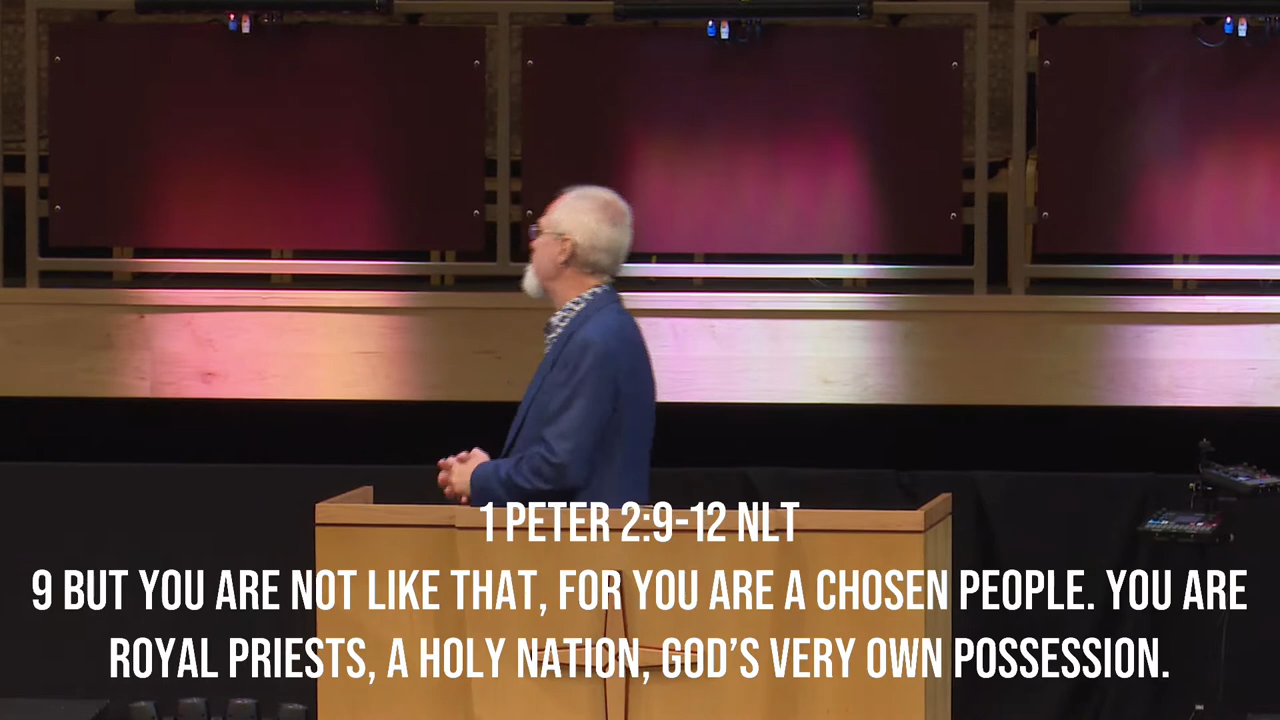 1 PETER 2:9-12 NLT
9 BUT YOU ARE NOT LIKE THAT, FOR YOU ARE A CHOSEN PEOPLE. YOU ARE
ROYAL PRIESTS, A HOLY NATION, GOD’S VERY OWN POSSESSION.